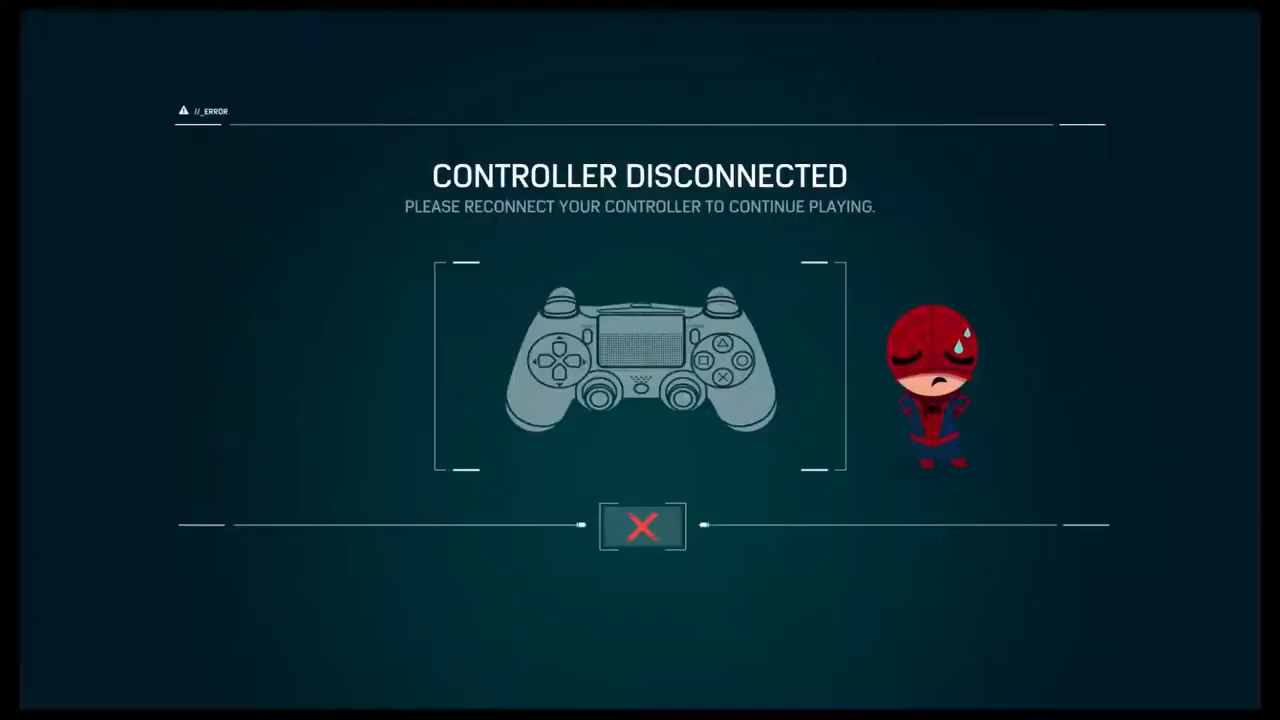 //_ERROR
CONTROLLER DISCONNECTED
PLEASE RECONNECT YOUR CONTROLLER TO CONTINUE PLAYING.